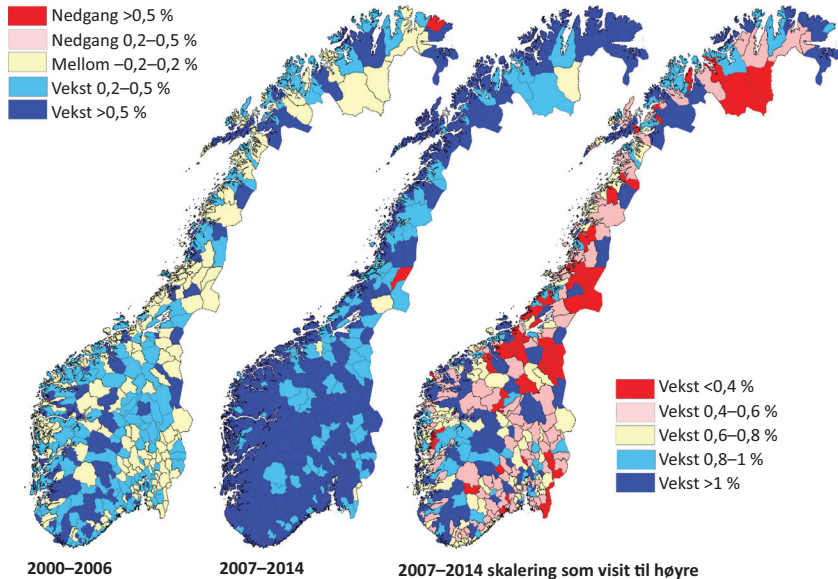 Nedgang >0,5 %
Nedgang 0,2–0,5 %
Mellom –0,2–0,2 %
Vekst 0,2–0,5 %
Vekst >0,5 %
Vekst <0,4 %
Vekst 0,4–0,6 %
Vekst 0,6–0,8 %
Vekst 0,8–1 %
Vekst >1 %
2000–2006
2007–2014
2007–2014 skalering som visit til høyre